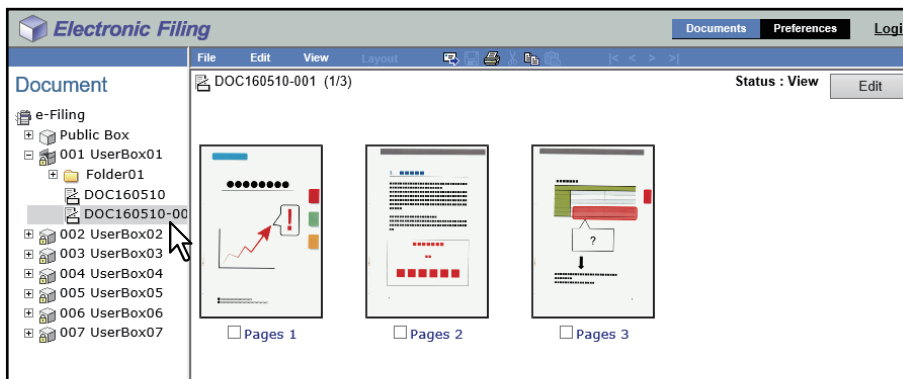 Electronic Filing
Documents Preferences Logi
File Edit View Layout
Document
DOC160510-001 (1/3) Status : View Edit
e-Filing
Public Box
001 UserBox01
Folder01
DOC160510
DOC160510-00
002 UserBox02
003 UserBox03
004 UserBox04
005 UserBox05
006 UserBox06
007 UserBox07
!
1.
?
Pages 1 Pages 2 Pages 3